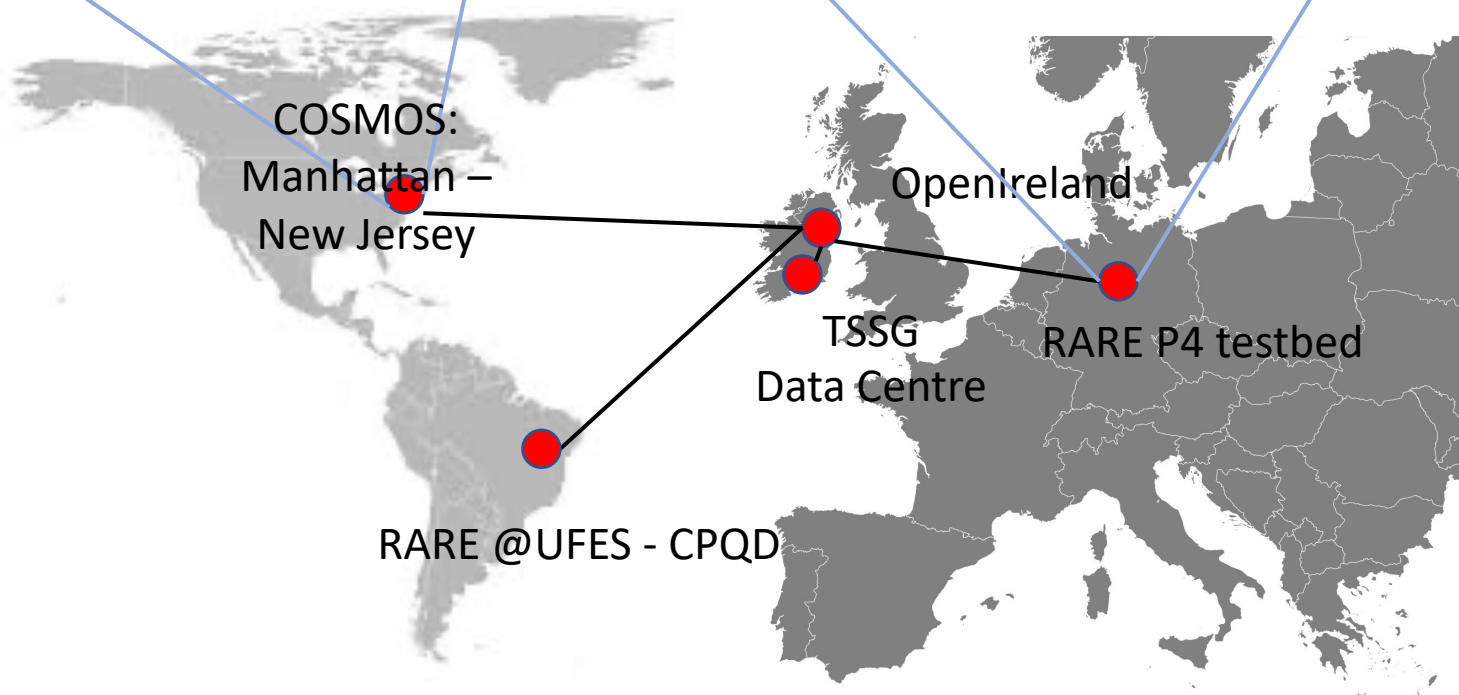 COSMOS:
Manhattan –
New Jersey
OpenIreland
TSSG
Data Centre
RARE P4 testbed
RARE @UFES - CPQD